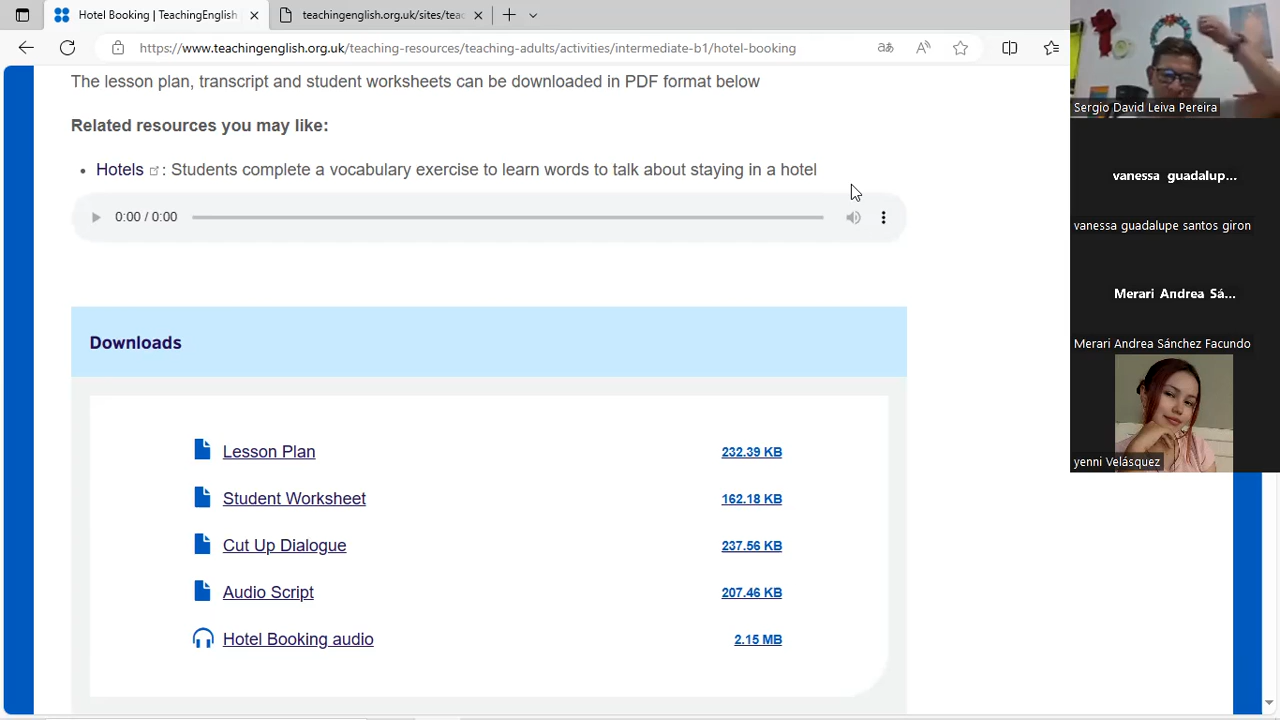 Hotel Booking | TeachingEnglish
teachingenglish.org.uk/sites/teac
https://www.teachingenglish.org.uk/teaching-resources/teaching-adults/activities/intermediate-b1/hotel-booking
The lesson plan, transcript and student worksheets can be downloaded in PDF format below
Related resources you may like:
Hotels : Students complete a vocabulary exercise to learn words to talk about staying in a hotel
0:00 / 0:00
Downloads
Lesson Plan 232.39 KB
Student Worksheet 162.18 KB
Cut Up Dialogue 237.56 KB
Audio Script 207.46 KB
Hotel Booking audio 2.15 MB
Sergio David Leiva Pereira
vanessa guadalup...
vanessa guadalupe santos giron
Merari Andrea Sá...
Merari Andrea Sánchez Facundo
yenni Velásquez